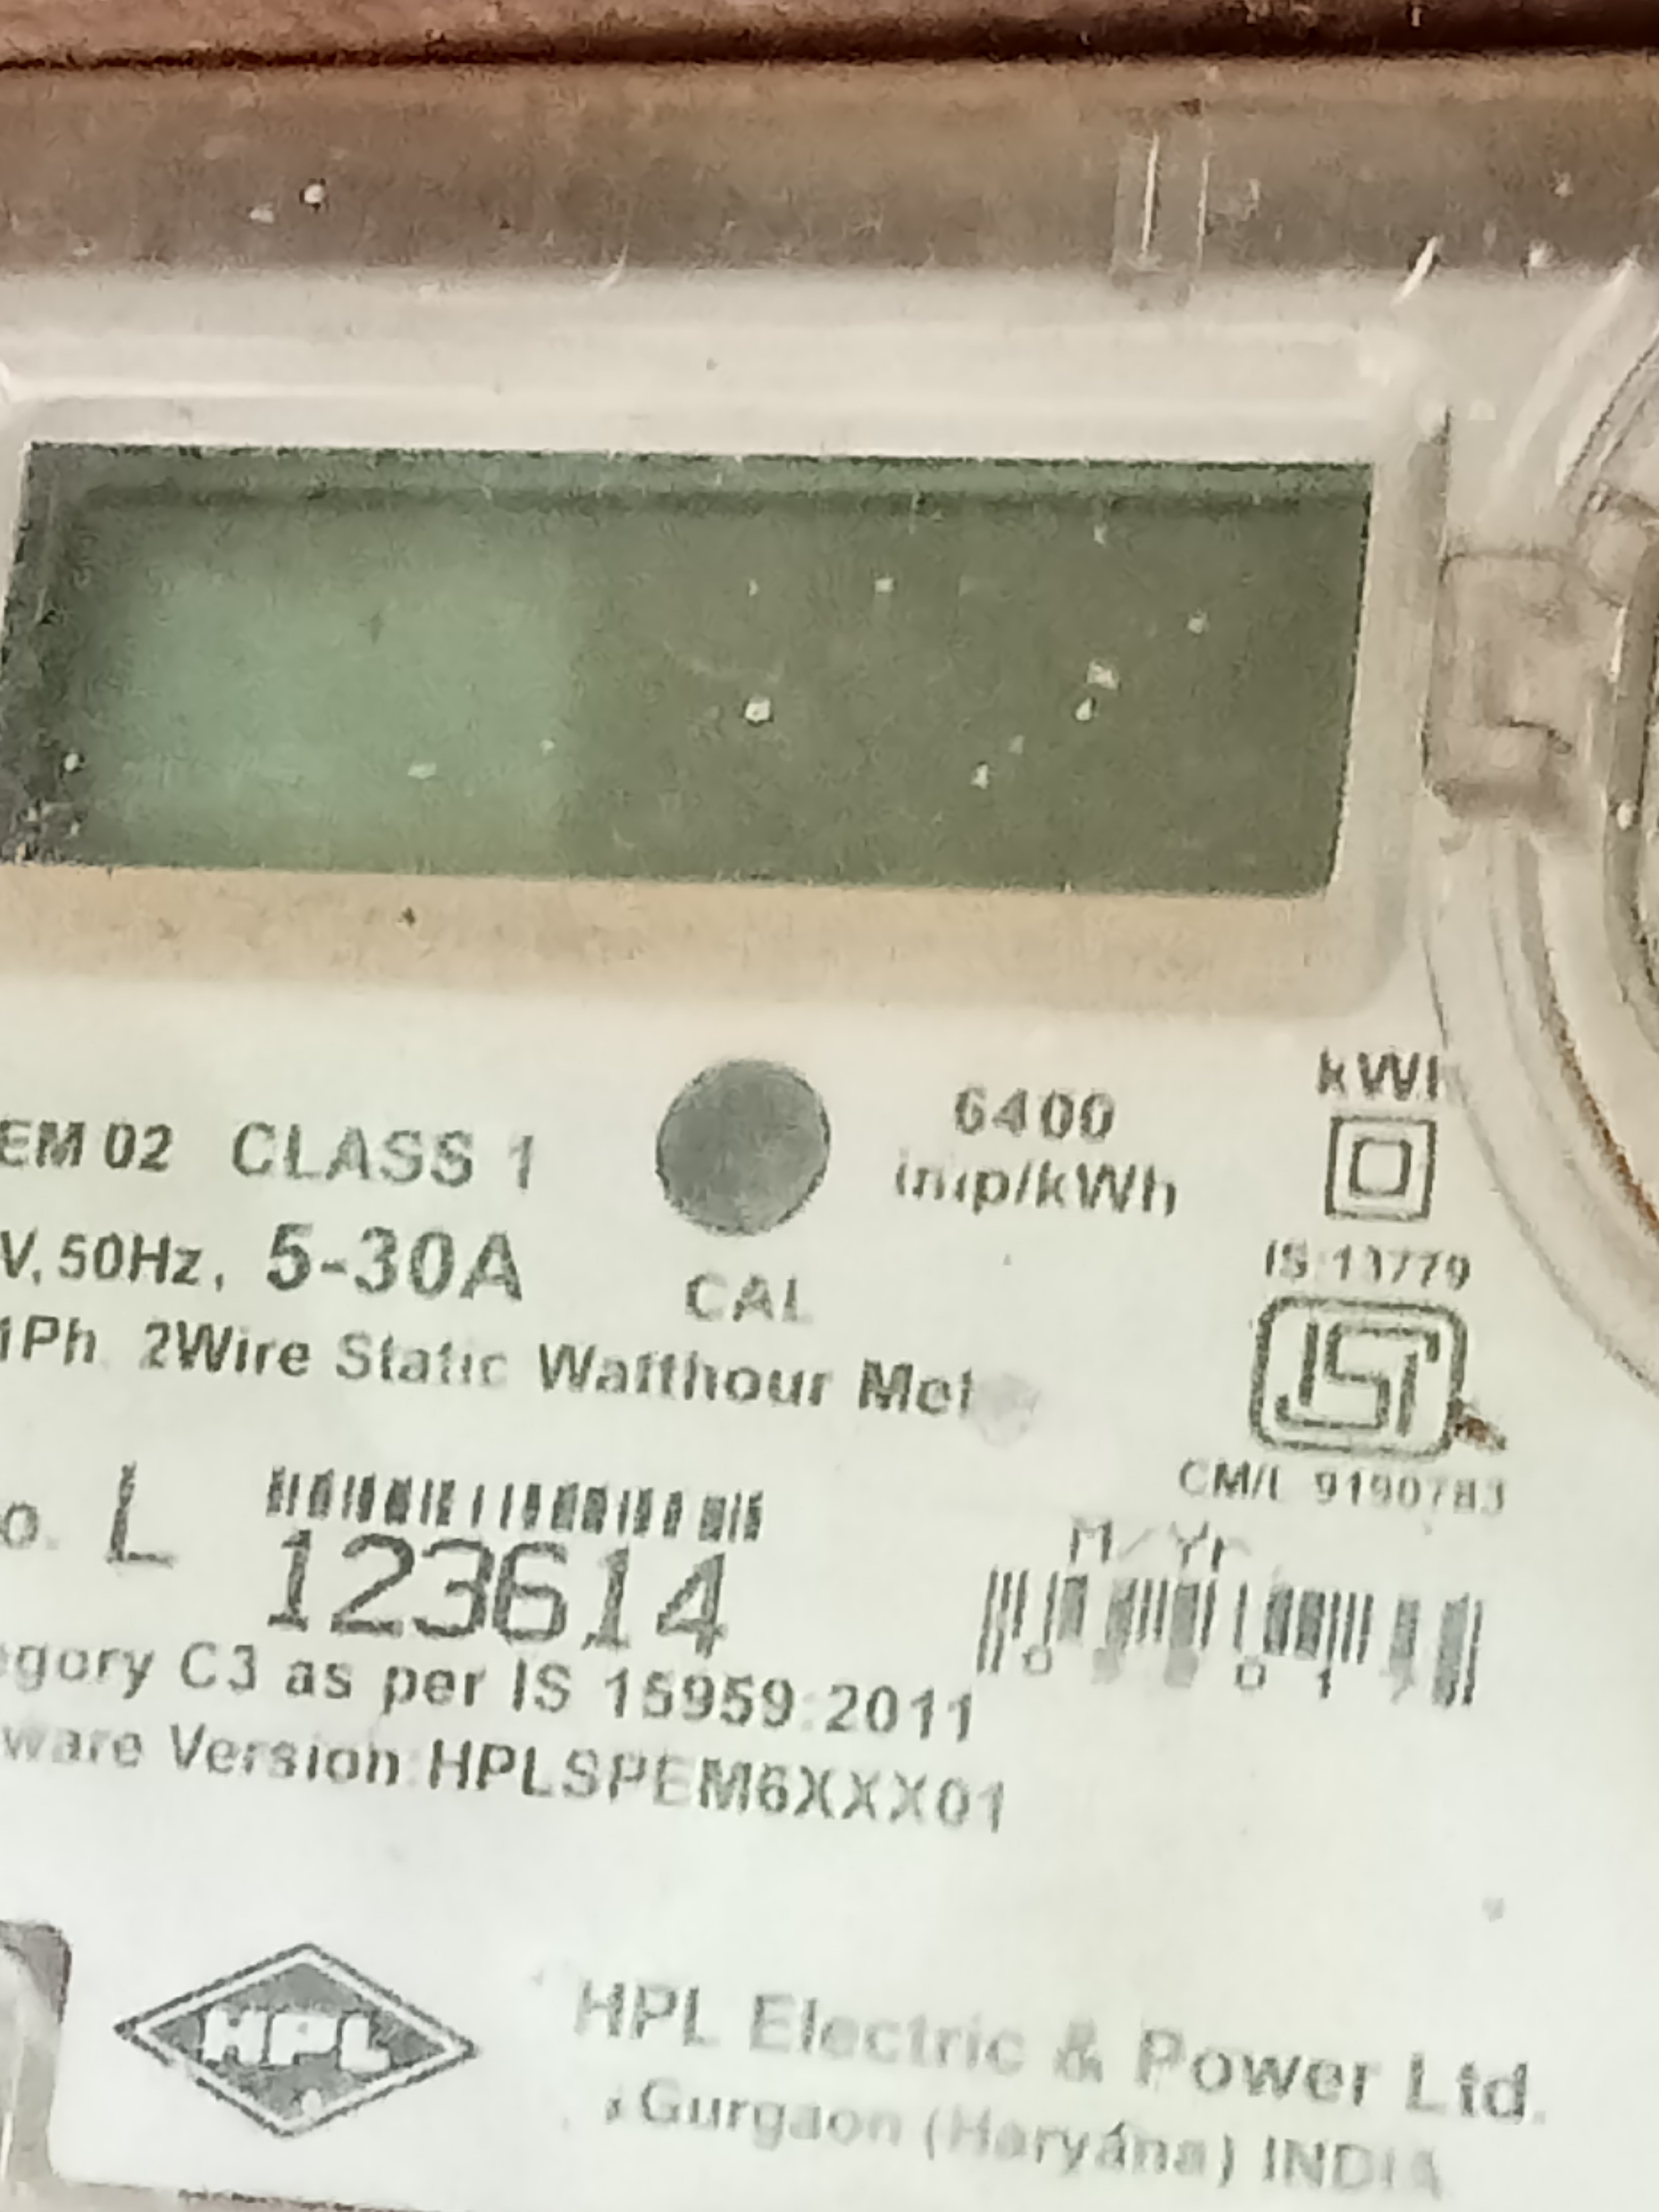 kWh
6400
imp/kWh
EM 02 CLASS 1
V, 50Hz, 5-30A
CAL
IS 13779
1Ph 2Wire Static Watthour Met
CM/L 9190783
o. L 123614
M/Yr
egory C3 as per IS 15959:2011
ware Version HPLSPEM6XXX01
HPL
HPL Electric & Power Ltd.
Gurgaon (Haryana) INDIA